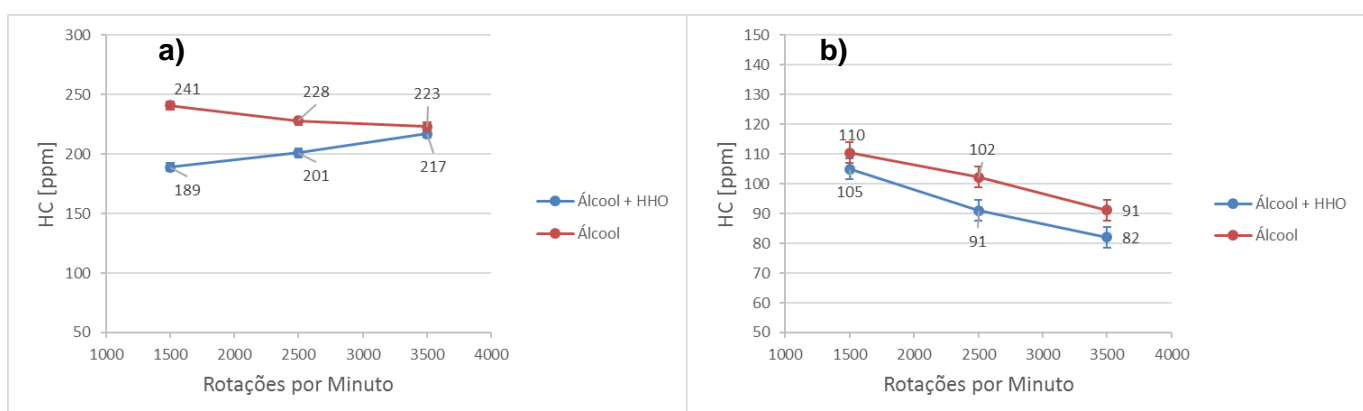 a)
300
250
200
150
100
50
HC [ppm]
241
228
223
189
201
217
1000 1500 2000 2500 3000 3500 4000
Rotações por Minuto
Álcool + HHO
Álcool
b)
150
140
130
120
110
100
90
80
70
60
50
HC [ppm]
110
102
91
105
91
82
1000 1500 2000 2500 3000 3500 4000
Rotações por Minuto
Álcool + HHO
Álcool